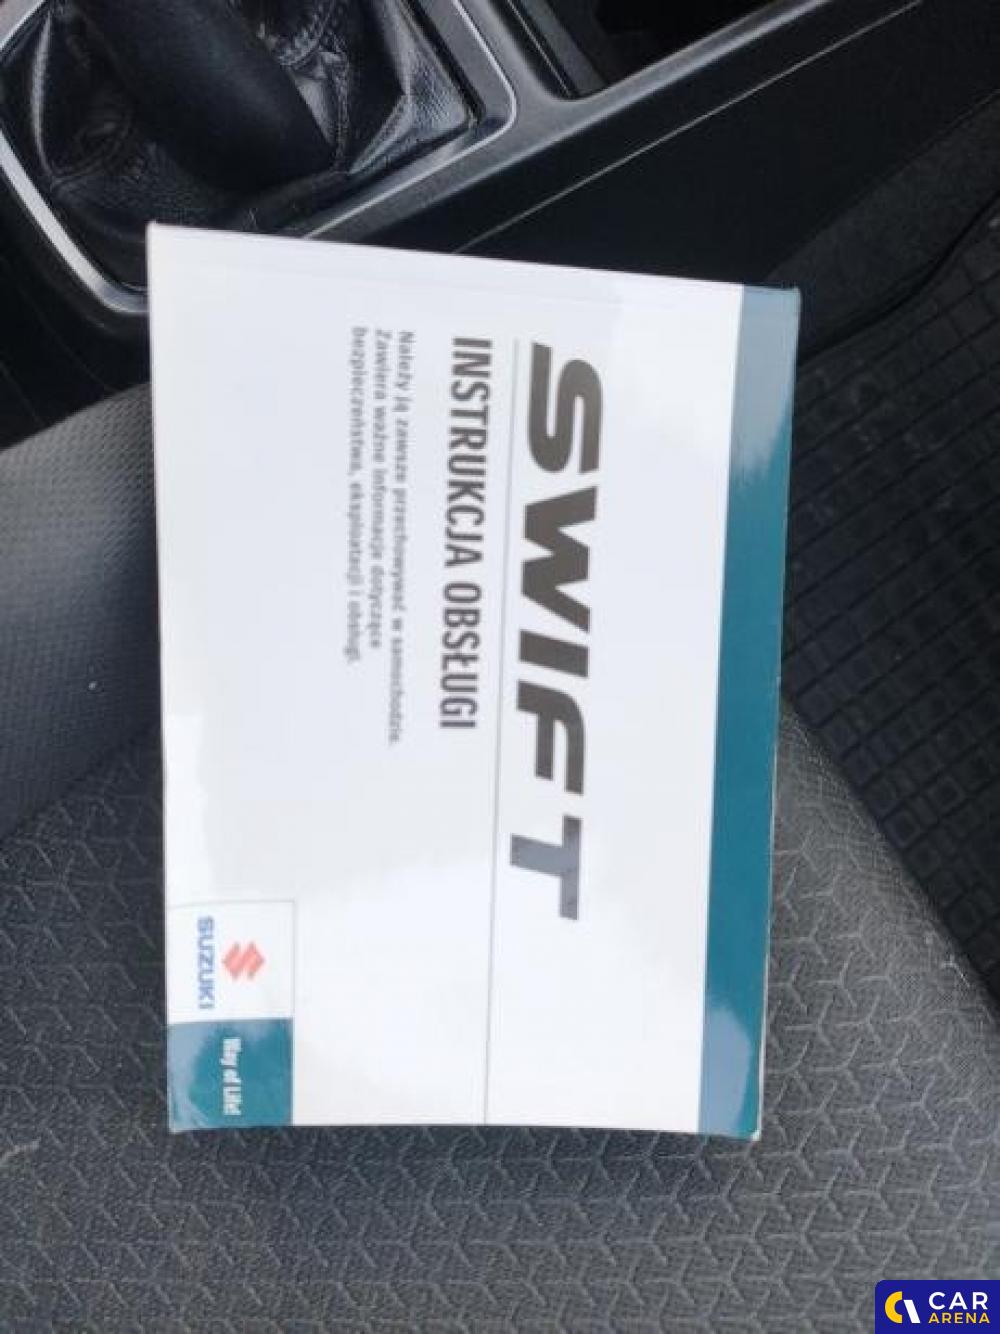 SWIFT
INSTRUKCJA OBSŁUGI
Należy ją zawsze przechowywać w samochodzie.
Zawiera ważne informacje dotyczące
bezpieczeństwa, eksploatacji i obsługi.
SUZUKI
Way of Life!
CAR
ARENA